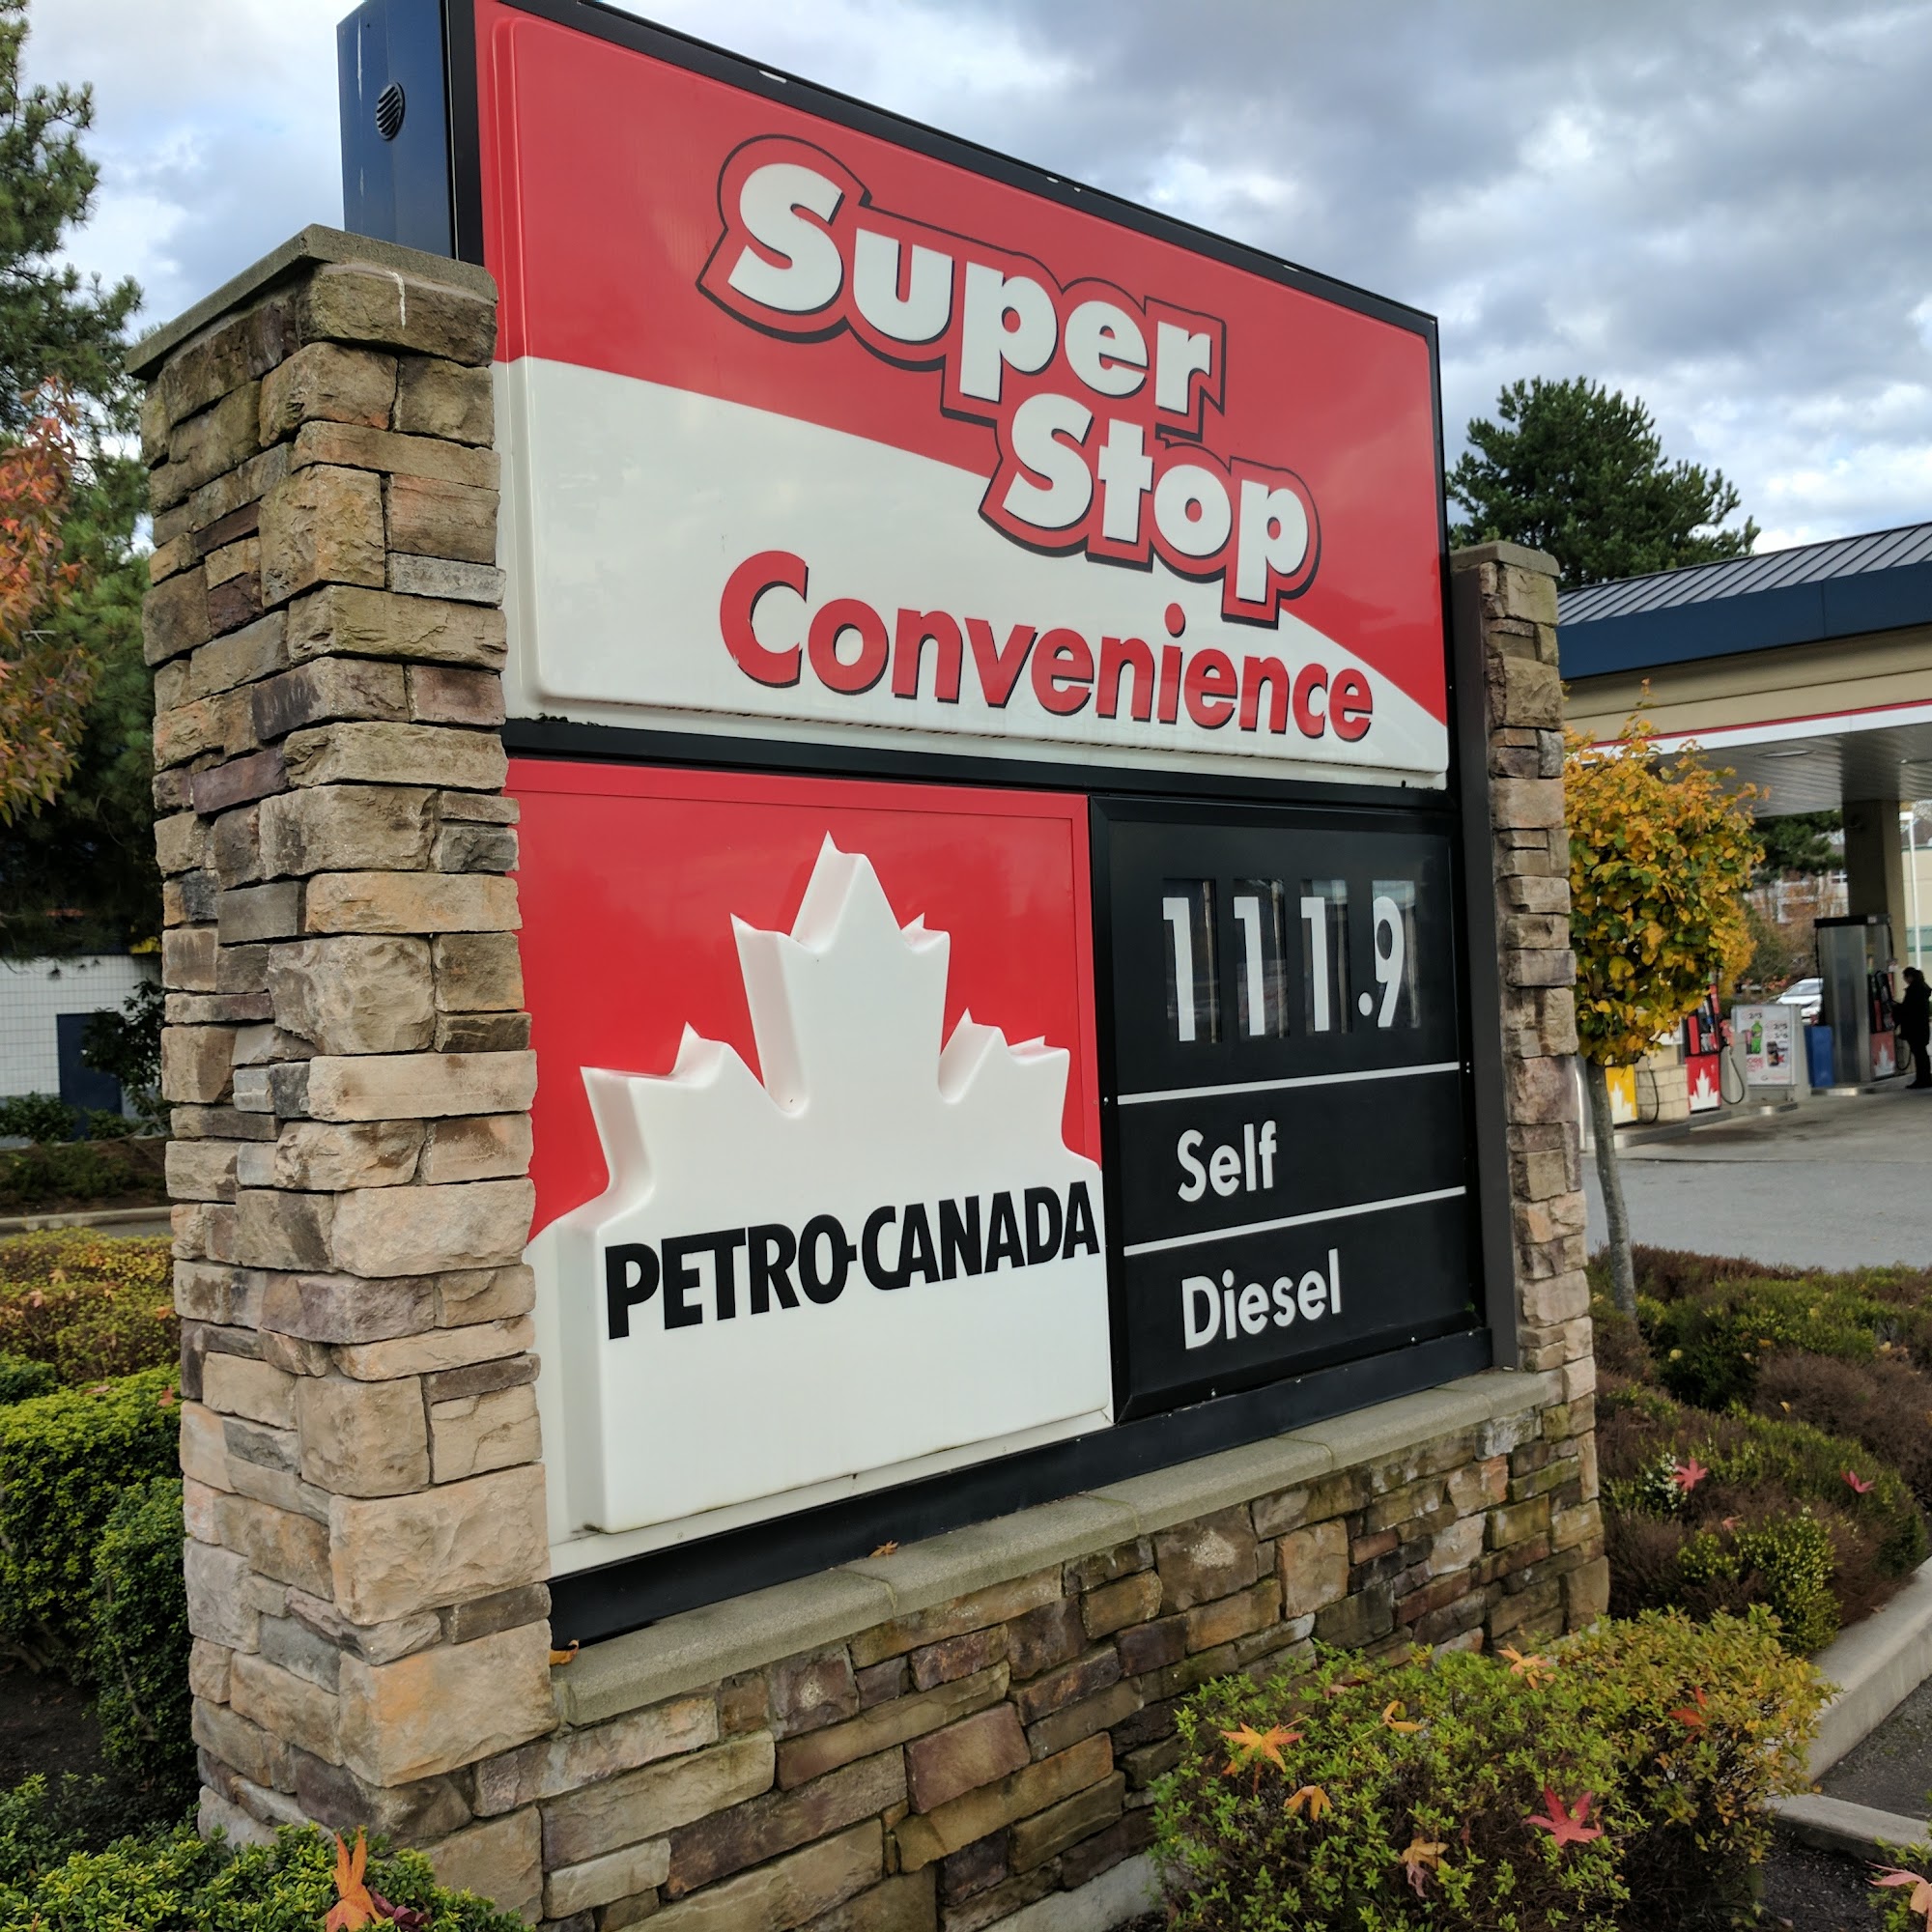 Super
Stop
Convenience
PETRO-CANADA
111.9
Self
Diesel